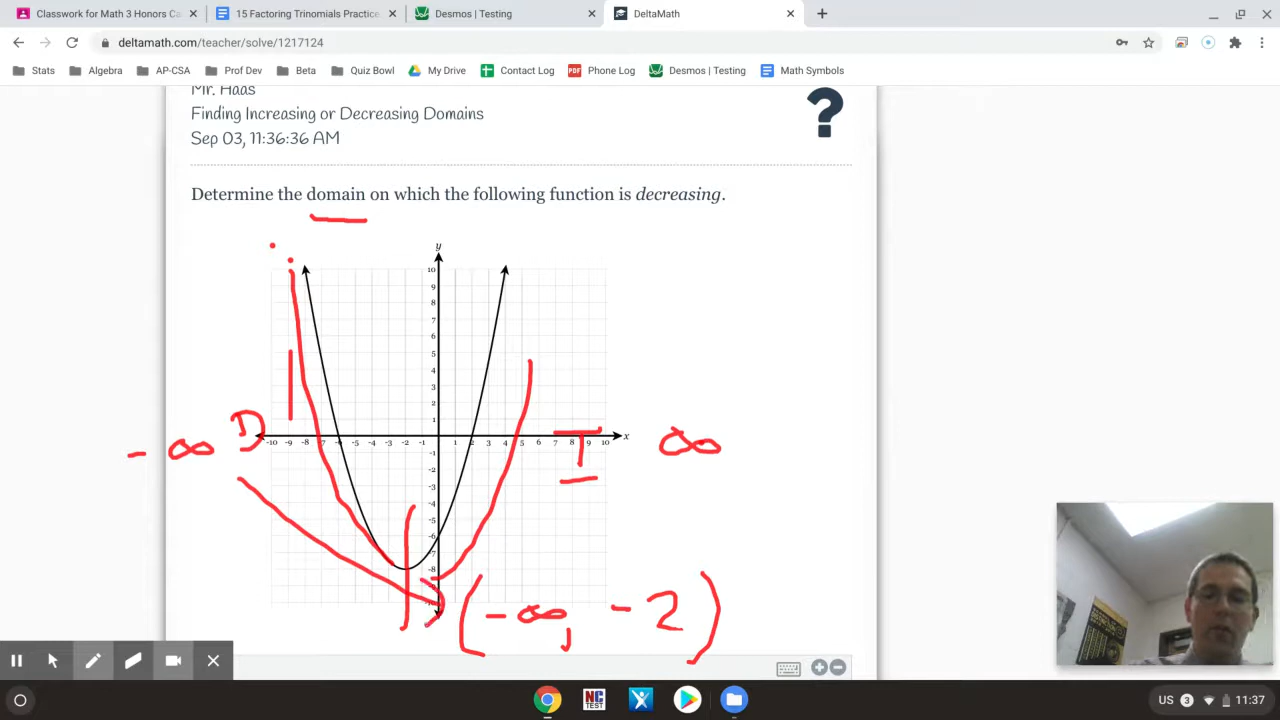 Classwork for Math 3 Honors Ca
15 Factoring Trinomials Practice
Desmos | Testing
DeltaMath
deltamath.com/teacher/solve/1217124
Stats
Algebra
AP-CSA
Prof Dev
Beta
Quiz Bowl
My Drive
Contact Log
PDF
Phone Log
Desmos | Testing
Math Symbols
Mr. Haas
Finding Increasing or Decreasing Domains
Sep 03, 11:36:36 AM
?
Determine the domain on which the following function is decreasing.
y
10
9
8
7
6
5
4
3
2
1
- ∞ D -10 -9 -8 -7 -6 -5 -4 -3 -2 -1 1 2 3 4 5 6 7 8 9 10 x I ∞
-1
-2
-3
-4
-5
-6
-7
-8
(-∞, -2)
NC
TEST
US 3 11:37